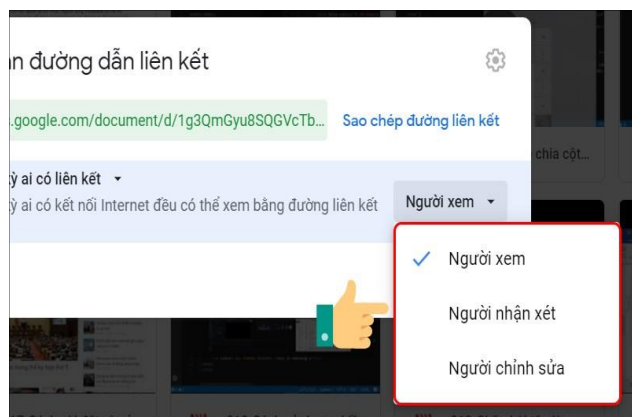 đường dẫn liên kết
.google.com/document/d/1g3QmGyu8SQGVcTb... Sao chép đường liên kết
chia cột...
ai có liên kết
ai có kết nối Internet đều có thể xem bằng đường liên kết
Người xem
Người xem
Người nhận xét
Người chỉnh sửa